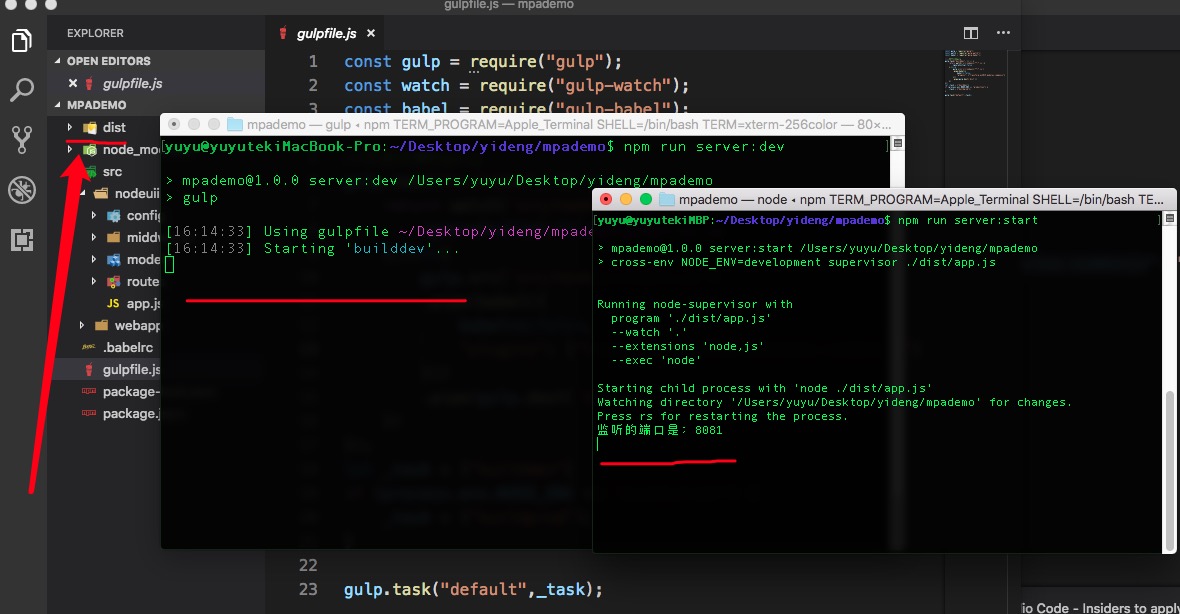 gulpfile.js — mpademo
EXPLORER
OPEN EDITORS
gulpfile.js
MPADEMO
dist
node_mo
src
nodeuii
config
middw
mode
route
JS app.js
webapp
.babelrc
gulpfile.js
package-
package.j
gulpfile.js
1 const gulp = require("gulp");
2 const watch = require("gulp-watch");
3 const babel = require("gulp-babel");
22
23 gulp.task("default",_task);
mpademo — gulp ◂ npm TERM_PROGRAM=Apple_Terminal SHELL=/bin/bash TERM=xterm-256color — 80×...
[yuyu@yuyutekiMacBook-Pro:~/Desktop/yideng/mpademo$ npm run server:dev ]
> mpademo@1.0.0 server:dev /Users/yuyu/Desktop/yideng/mpademo
> gulp
[16:14:33] Using gulpfile ~/Desktop/yideng/mpade
[16:14:33] Starting 'builddev'...
mpademo — node ◂ npm TERM_PROGRAM=Apple_Terminal SHELL=/bin/bash TE...
[yuyu@yuyutekiMBP:~/Desktop/yideng/mpademo$ npm run server:start ]
> mpademo@1.0.0 server:start /Users/yuyu/Desktop/yideng/mpademo
> cross-env NODE_ENV=development supervisor ./dist/app.js
Running node-supervisor with
program './dist/app.js'
--watch '.'
--extensions 'node,js'
--exec 'node'
Starting child process with 'node ./dist/app.js'
Watching directory '/Users/yuyu/Desktop/yideng/mpademo' for changes.
Press rs for restarting the process.
监听的端口是：8081
io Code - Insiders to apply